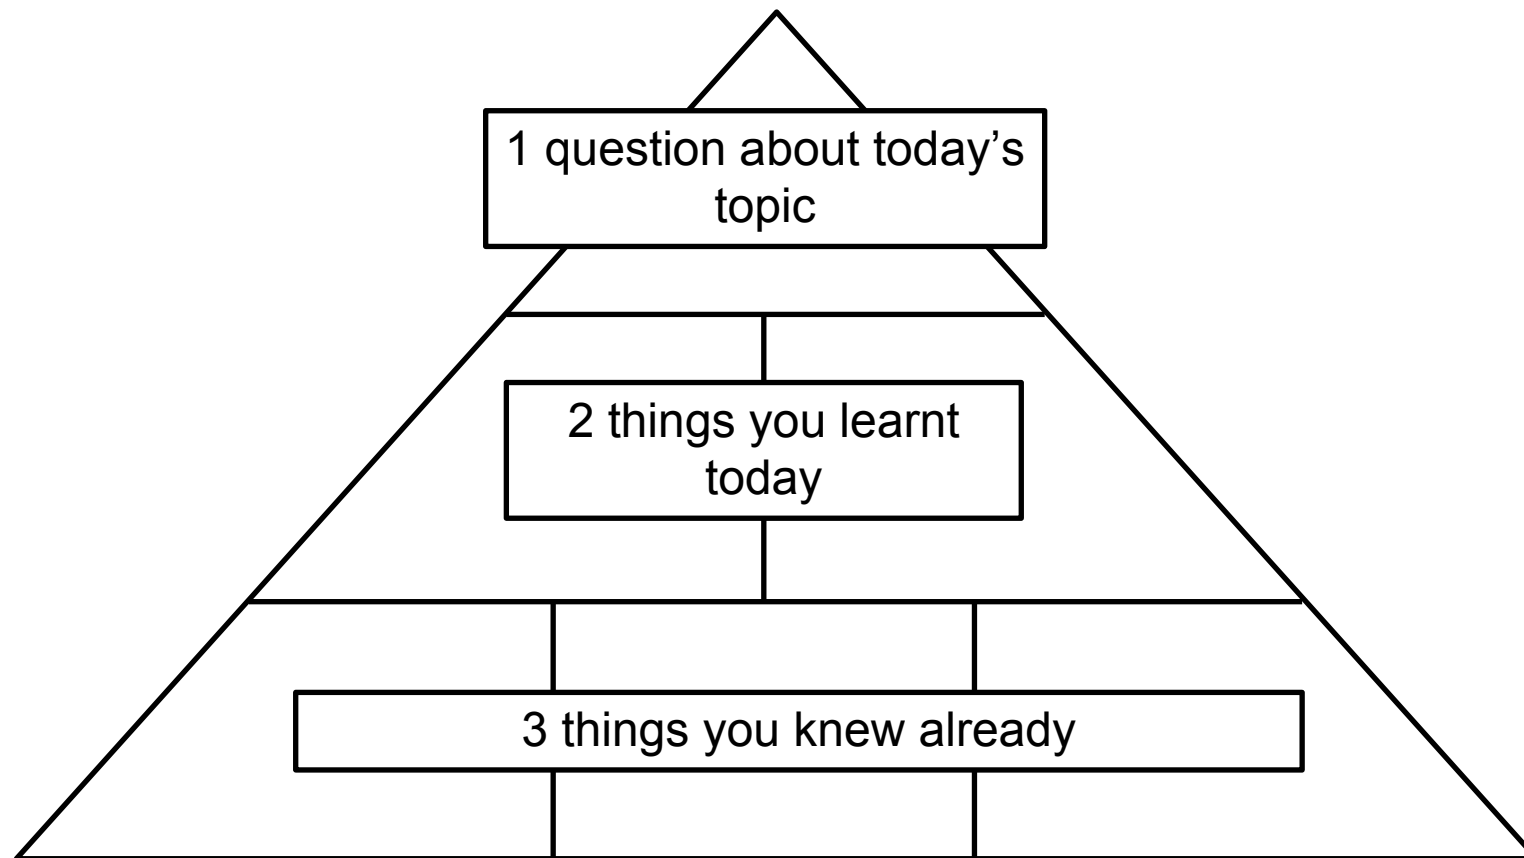 1 question about today’s
topic
2 things you learnt
today
3 things you knew already